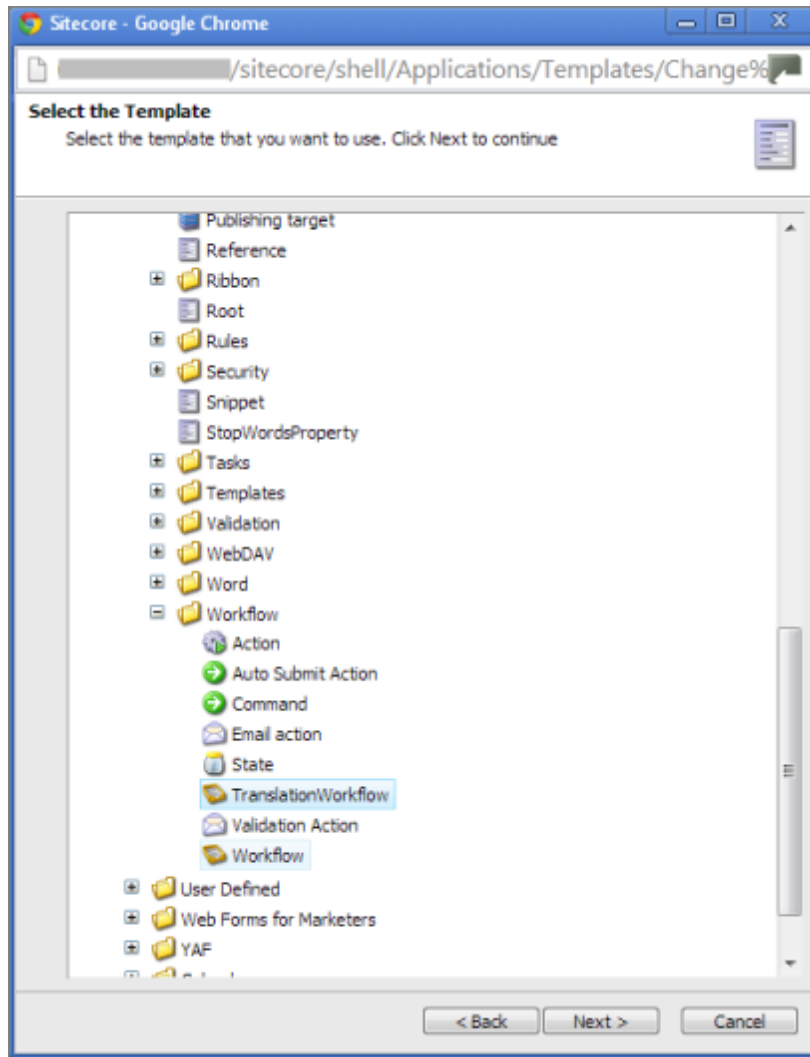 Sitecore - Google Chrome
/sitecore/shell/Applications/Templates/Change%
Select the Template
Select the template that you want to use. Click Next to continue
Publishing target
Reference
Ribbon
Root
Rules
Security
Snippet
StopWordsProperty
Tasks
Templates
Validation
WebDAV
Word
Workflow
Action
Auto Submit Action
Command
Email action
State
TranslationWorkflow
Validation Action
Workflow
User Defined
Web Forms for Marketers
YAF
< Back Next > Cancel